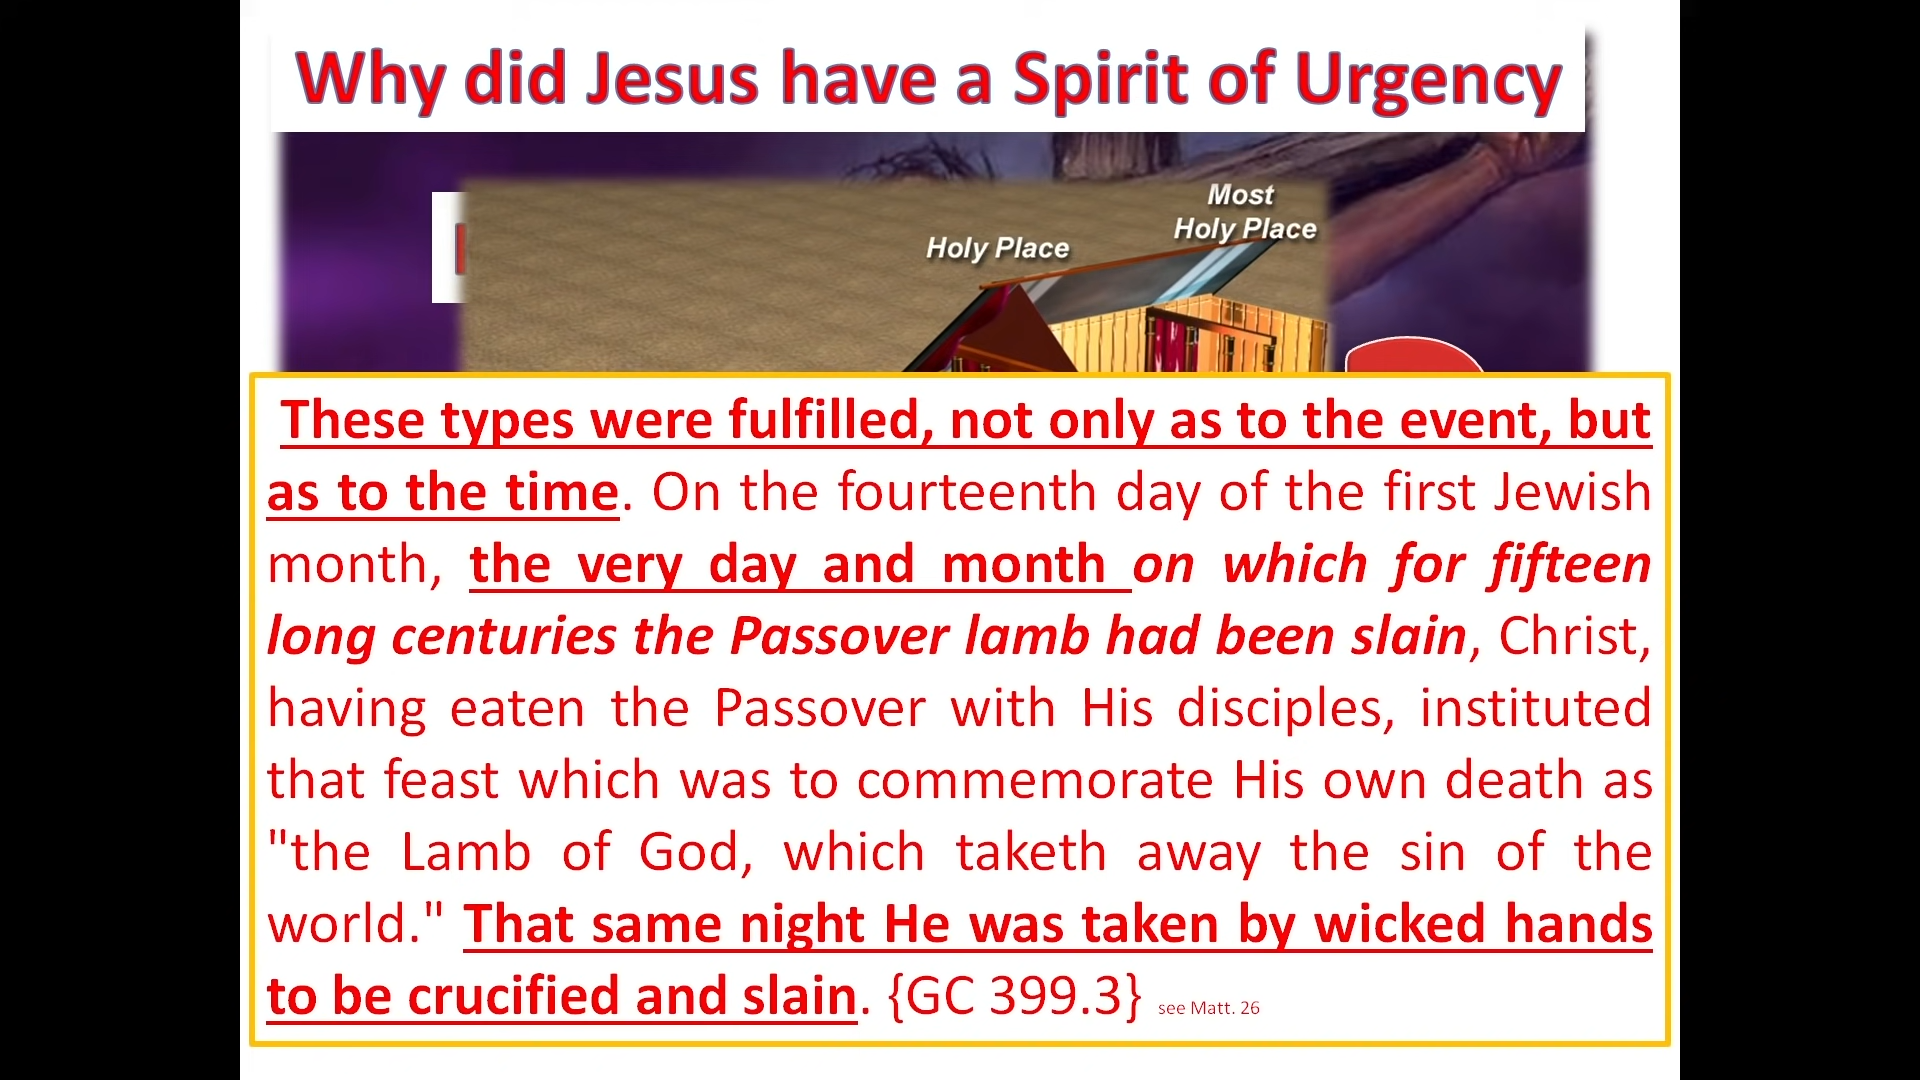 Why did Jesus have a Spirit of Urgency
Most
Holy Place
Holy Place
These types were fulfilled, not only as to the event, but
as to the time. On the fourteenth day of the first Jewish
month, the very day and month on which for fifteen
long centuries the Passover lamb had been slain, Christ,
having eaten the Passover with His disciples, instituted
that feast which was to commemorate His own death as
"the Lamb of God, which taketh away the sin of the
world." That same night He was taken by wicked hands
to be crucified and slain. {GC 399.3} see Matt. 26